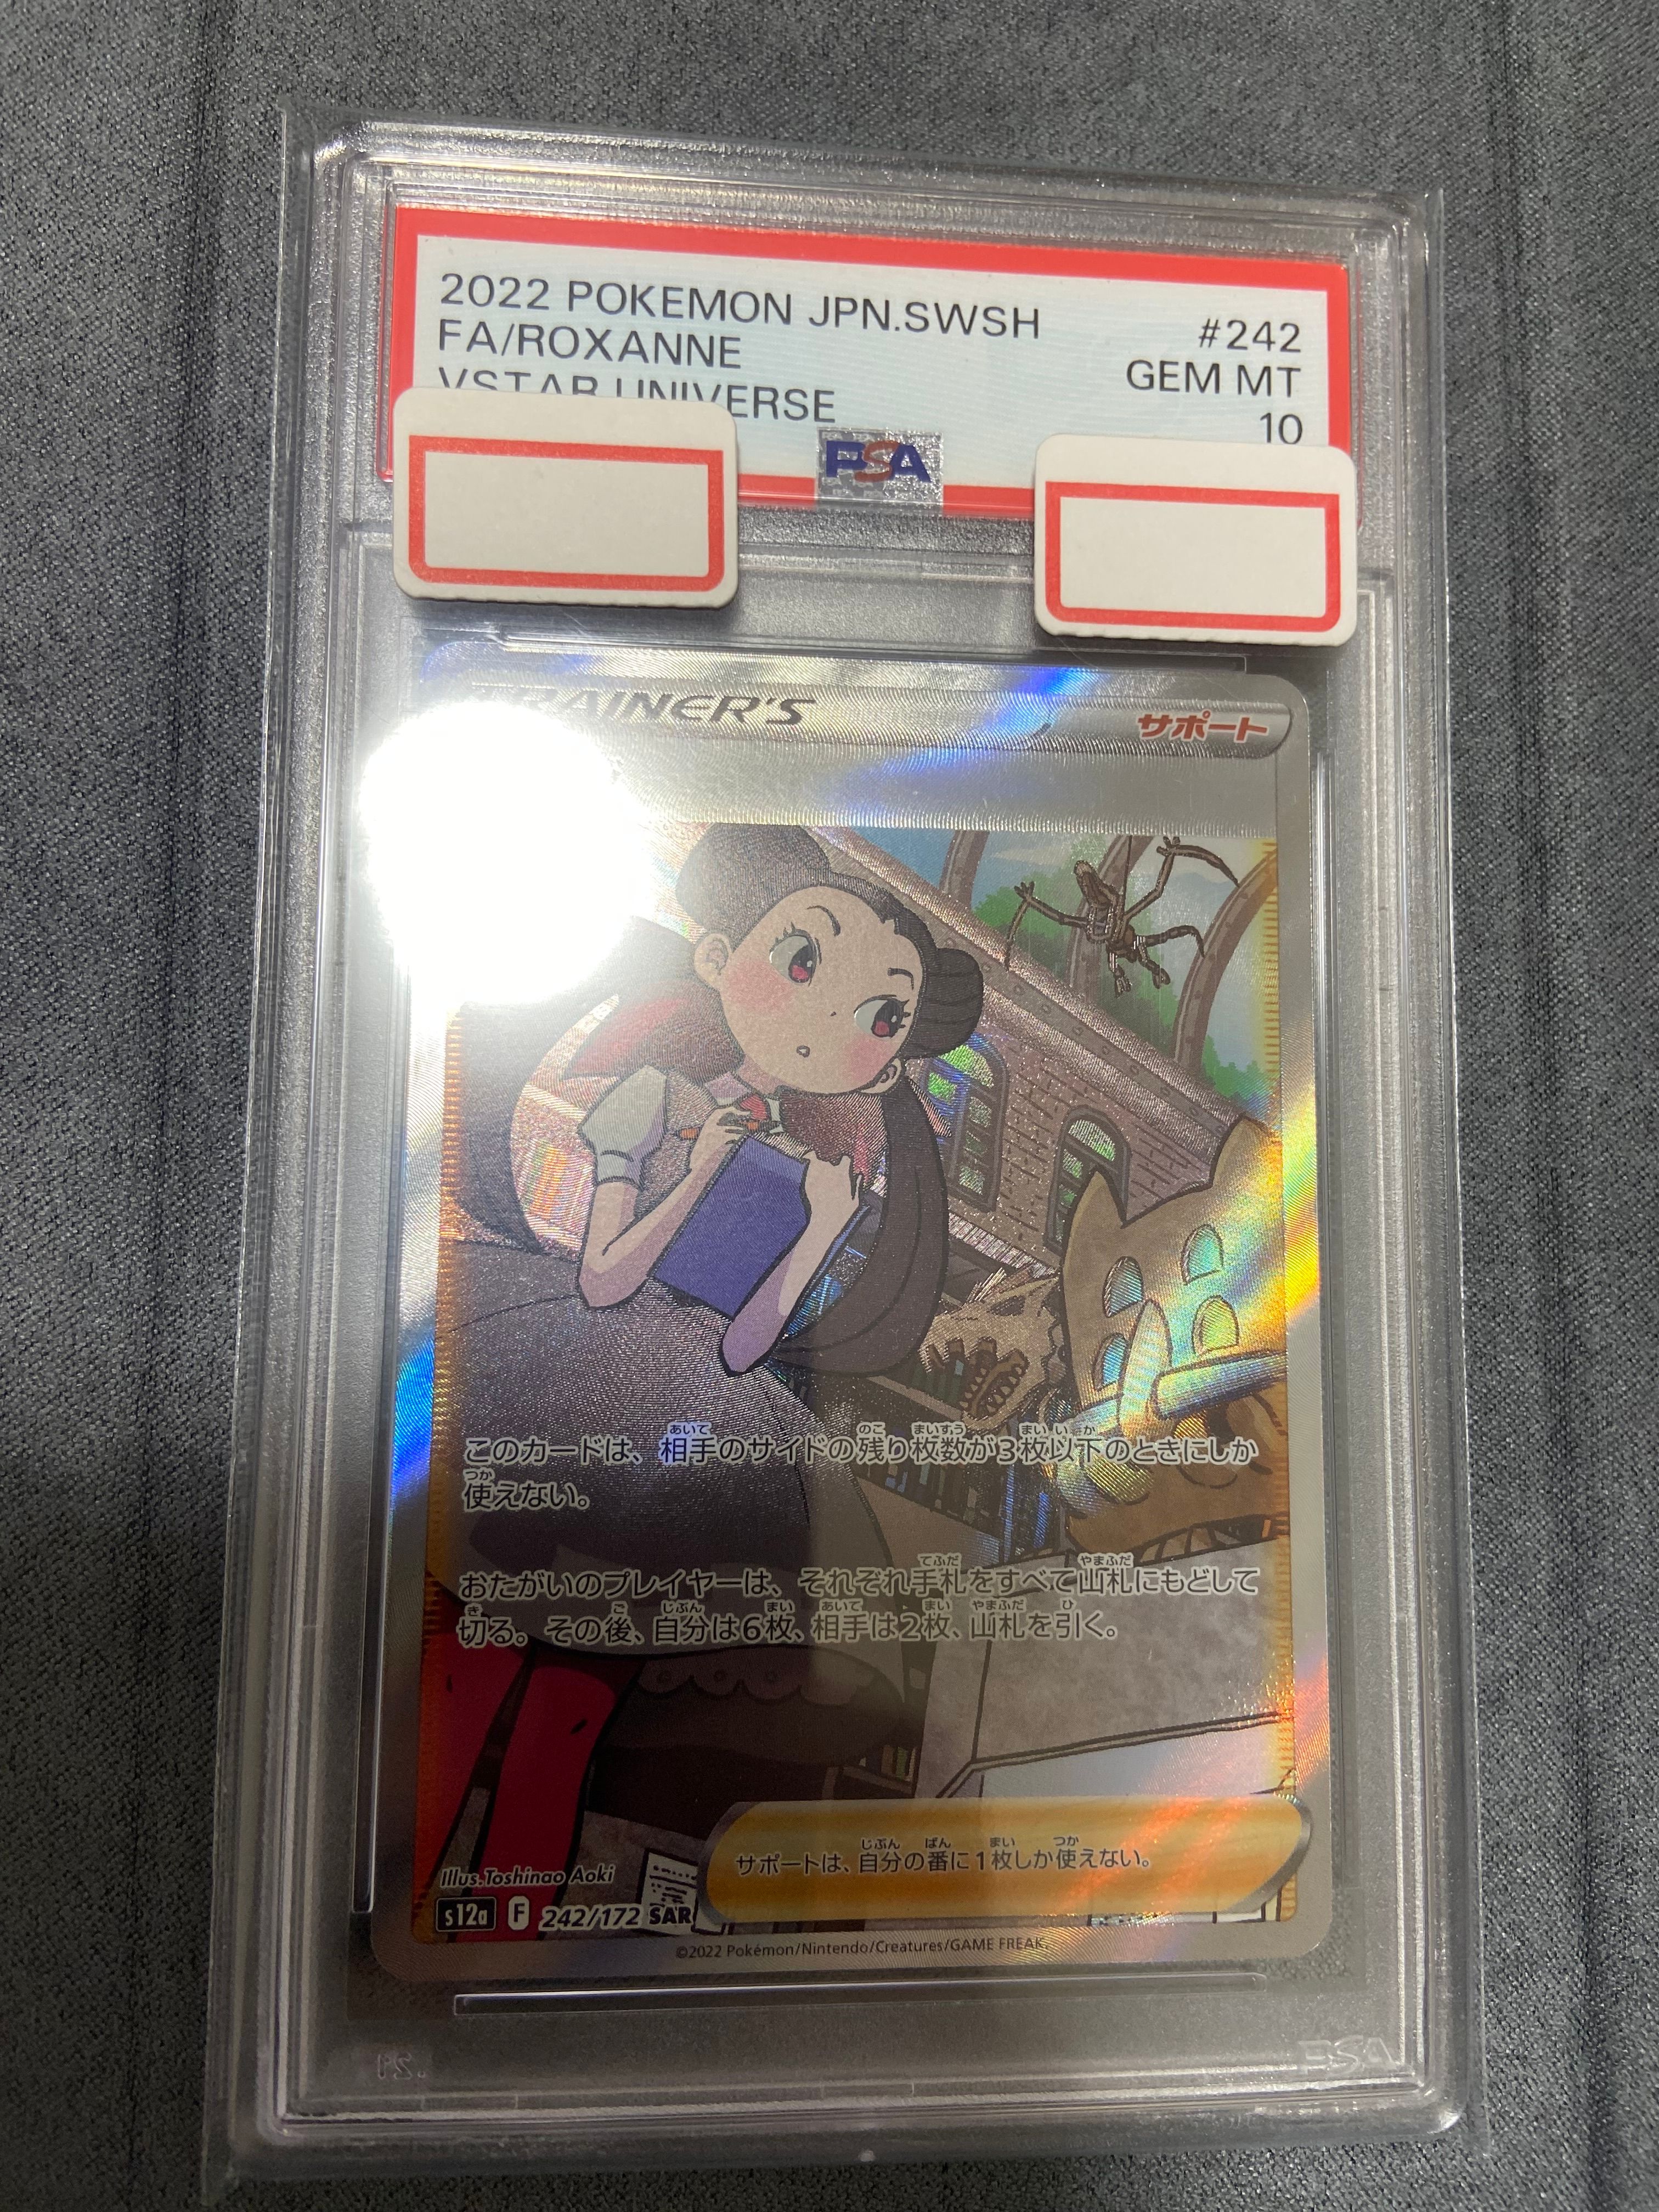 2022 POKEMON JPN.SWSH #242
FA/ROXANNE GEM MT
VSTAR UNIVERSE 10
PSA
TRAINER'S サポート
このカードは、相手のサイドの残り枚数が3枚以下のときにしか
使えない。
おたがいのプレイヤーは、それぞれ手札をすべて山札にもどして
切る。その後、自分は6枚、相手は2枚、山札を引く。
サポートは、自分の番に1枚しか使えない。
Illus.Toshinao Aoki
s12a F 242/172 SAR
©2022 Pokémon/Nintendo/Creatures/GAME FREAK.
PSA